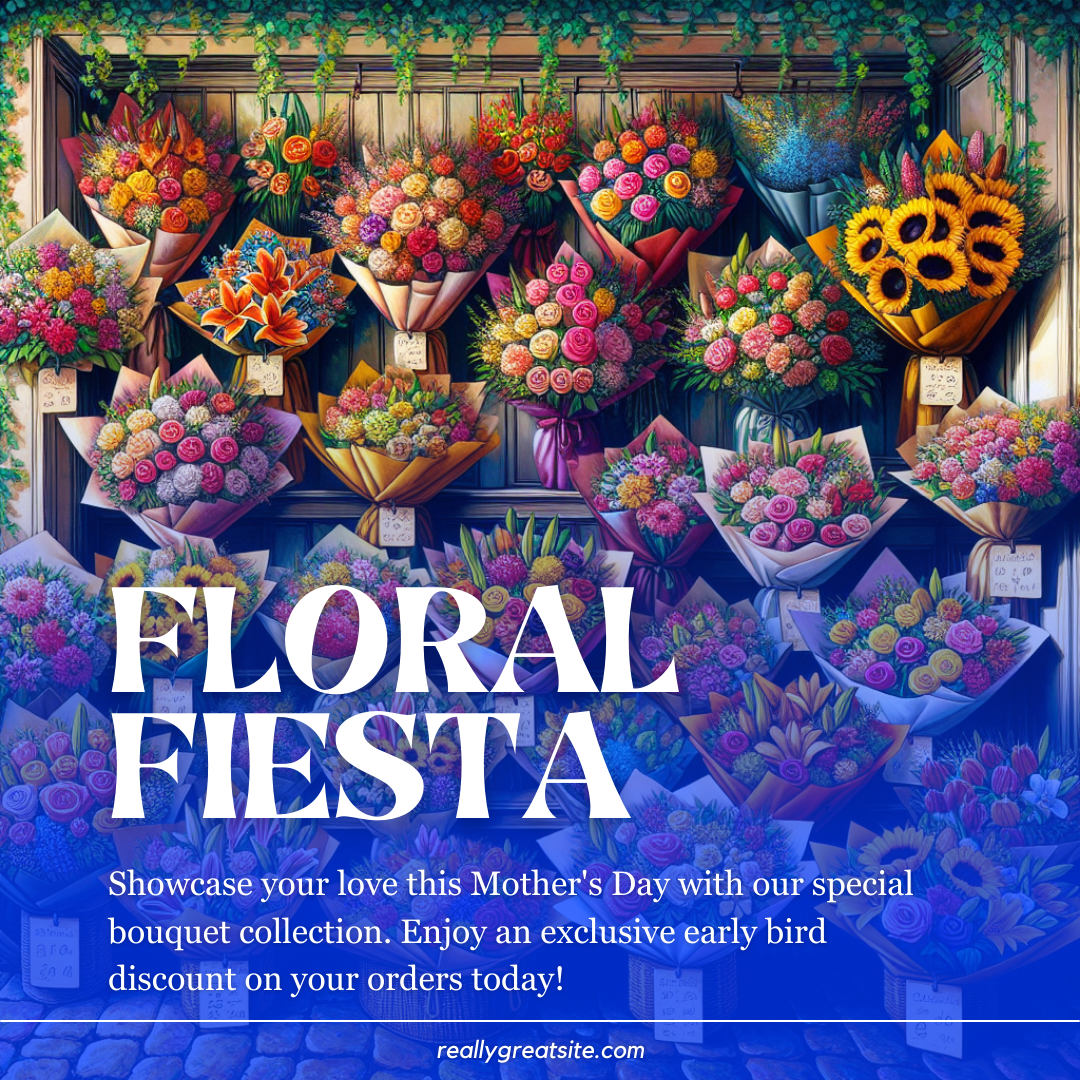 FLORAL
FIESTA
Showcase your love this Mother's Day with our special
bouquet collection. Enjoy an exclusive early bird
discount on your orders today!
reallygreatsite.com